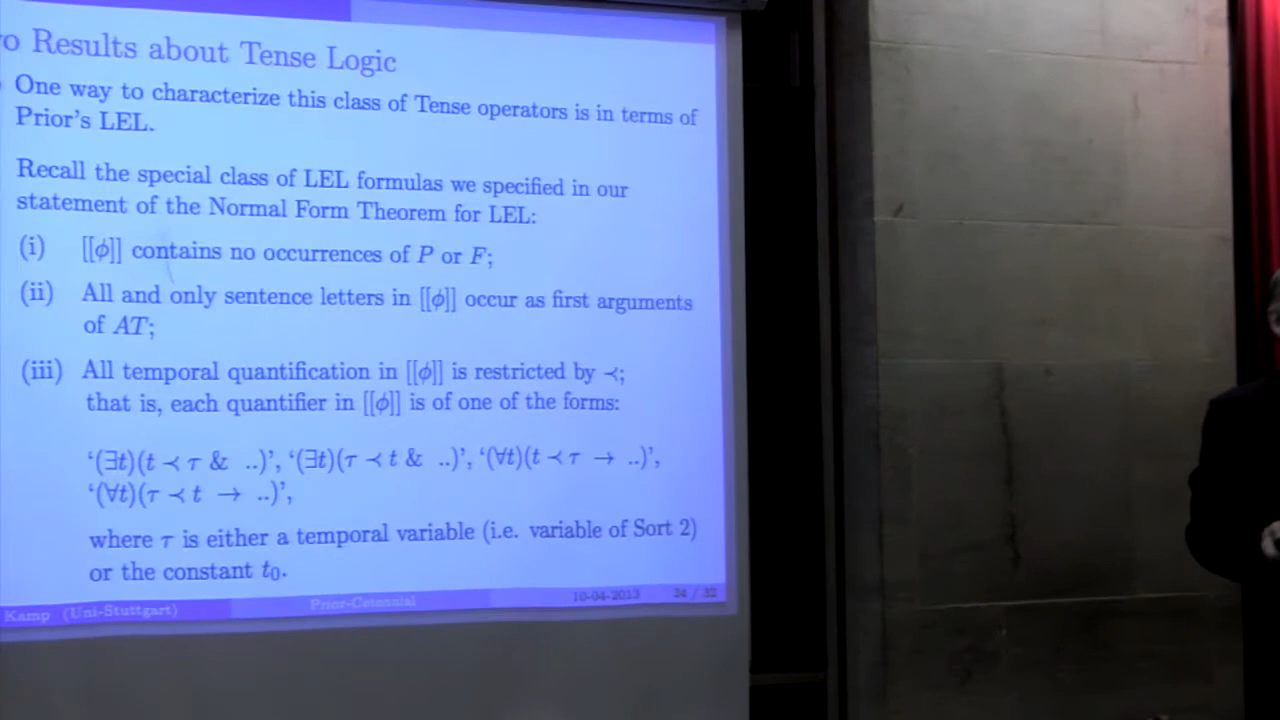 o Results about Tense Logic
One way to characterize this class of Tense operators is in terms of
Prior's LEL.
Recall the special class of LEL formulas we specified in our
statement of the Normal Form Theorem for LEL:
(i) [[ϕ]] contains no occurrences of P or F;
(ii) All and only sentence letters in [[ϕ]] occur as first arguments
of AT;
(iii) All temporal quantification in [[ϕ]] is restricted by ≺;
that is, each quantifier in [[ϕ]] is of one of the forms:
‘(∃t)(t ≺ τ & ..)’, ‘(∃t)(τ ≺ t & ..)’, ‘(∀t)(t ≺ τ → ..)’,
‘(∀t)(τ ≺ t → ..)’,
where τ is either a temporal variable (i.e. variable of Sort 2)
or the constant t₀.
Kamp (Uni-Stuttgart) Prior-Cetennial 10-04-2013 24 / 32